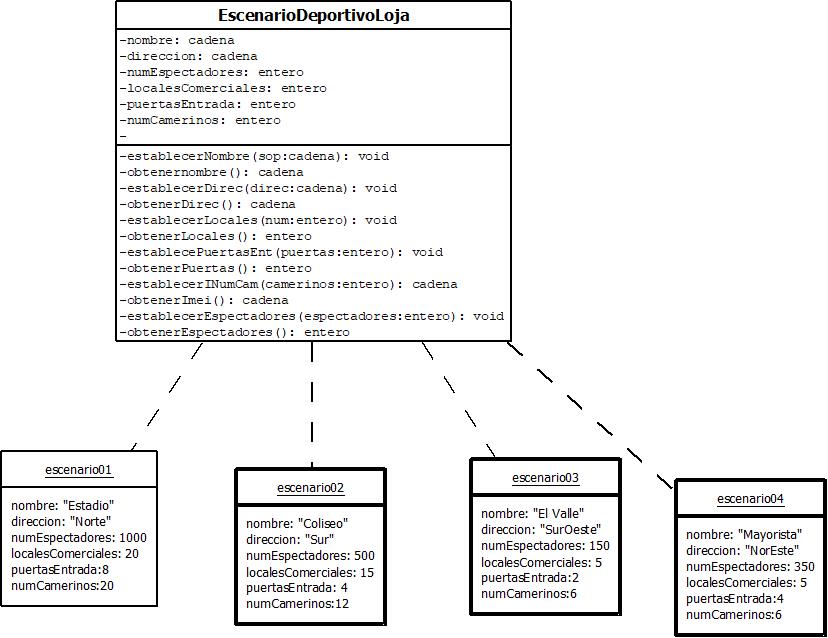 EscenarioDeportivoLoja
-nombre: cadena
-direccion: cadena
-numEspectadores: entero
-localesComerciales: entero
-puertasEntrada: entero
-numCamerinos: entero
-
-establecerNombre(sop:cadena): void
-obtenernombre(): cadena
-establecerDirec(direc:cadena): void
-obtenerDirec(): cadena
-establecerLocales(num:entero): void
-obtenerLocales(): entero
-establecePuertasEnt(puertas:entero): void
-obtenerPuertas(): entero
-establecerINumCam(camerinos:entero): cadena
-obtenerImei(): cadena
-establecerEspectadores(espectadores:entero): void
-obtenerEspectadores(): entero
escenario01
nombre: "Estadio"
direccion: "Norte"
numEspectadores: 1000
localesComerciales: 20
puertasEntrada:8
numCamerinos:20
escenario02
nombre: "Coliseo"
direccion: "Sur"
numEspectadores: 500
localesComerciales: 15
puertasEntrada: 4
numCamerinos:12
escenario03
nombre: "El Valle"
direccion: "SurOeste"
numEspectadores: 150
localesComerciales: 5
puertasEntrada:2
numCamerinos:6
escenario04
nombre: "Mayorista"
direccion: "NorEste"
numEspectadores: 350
localesComerciales: 5
puertasEntrada:4
numCamerinos:6